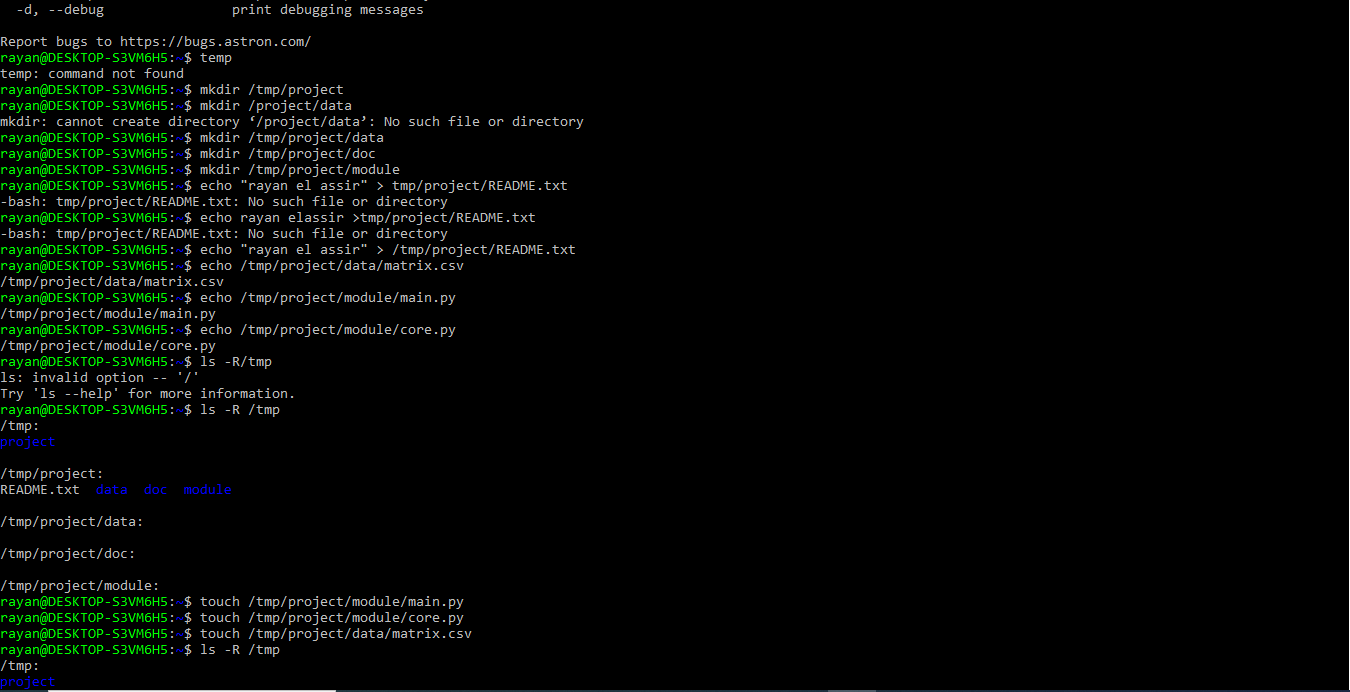 -d, --debug                print debugging messages
Report bugs to https://bugs.astron.com/
rayan@DESKTOP-S3VM6H5:~$ temp
temp: command not found
rayan@DESKTOP-S3VM6H5:~$ mkdir /tmp/project
rayan@DESKTOP-S3VM6H5:~$ mkdir /project/data
mkdir: cannot create directory ‘/project/data’: No such file or directory
rayan@DESKTOP-S3VM6H5:~$ mkdir /tmp/project/data
rayan@DESKTOP-S3VM6H5:~$ mkdir /tmp/project/doc
rayan@DESKTOP-S3VM6H5:~$ mkdir /tmp/project/module
rayan@DESKTOP-S3VM6H5:~$ echo "rayan el assir" > tmp/project/README.txt
-bash: tmp/project/README.txt: No such file or directory
rayan@DESKTOP-S3VM6H5:~$ echo rayan elassir >tmp/project/README.txt
-bash: tmp/project/README.txt: No such file or directory
rayan@DESKTOP-S3VM6H5:~$ echo "rayan el assir" > /tmp/project/README.txt
rayan@DESKTOP-S3VM6H5:~$ echo /tmp/project/data/matrix.csv
/tmp/project/data/matrix.csv
rayan@DESKTOP-S3VM6H5:~$ echo /tmp/project/module/main.py
/tmp/project/module/main.py
rayan@DESKTOP-S3VM6H5:~$ echo /tmp/project/module/core.py
/tmp/project/module/core.py
rayan@DESKTOP-S3VM6H5:~$ ls -R/tmp
ls: invalid option -- '/'
Try 'ls --help' for more information.
rayan@DESKTOP-S3VM6H5:~$ ls -R /tmp
/tmp:
project
/tmp/project:
README.txt  data  doc  module
/tmp/project/data:
/tmp/project/doc:
/tmp/project/module:
rayan@DESKTOP-S3VM6H5:~$ touch /tmp/project/module/main.py
rayan@DESKTOP-S3VM6H5:~$ touch /tmp/project/module/core.py
rayan@DESKTOP-S3VM6H5:~$ touch /tmp/project/data/matrix.csv
rayan@DESKTOP-S3VM6H5:~$ ls -R /tmp
/tmp:
project